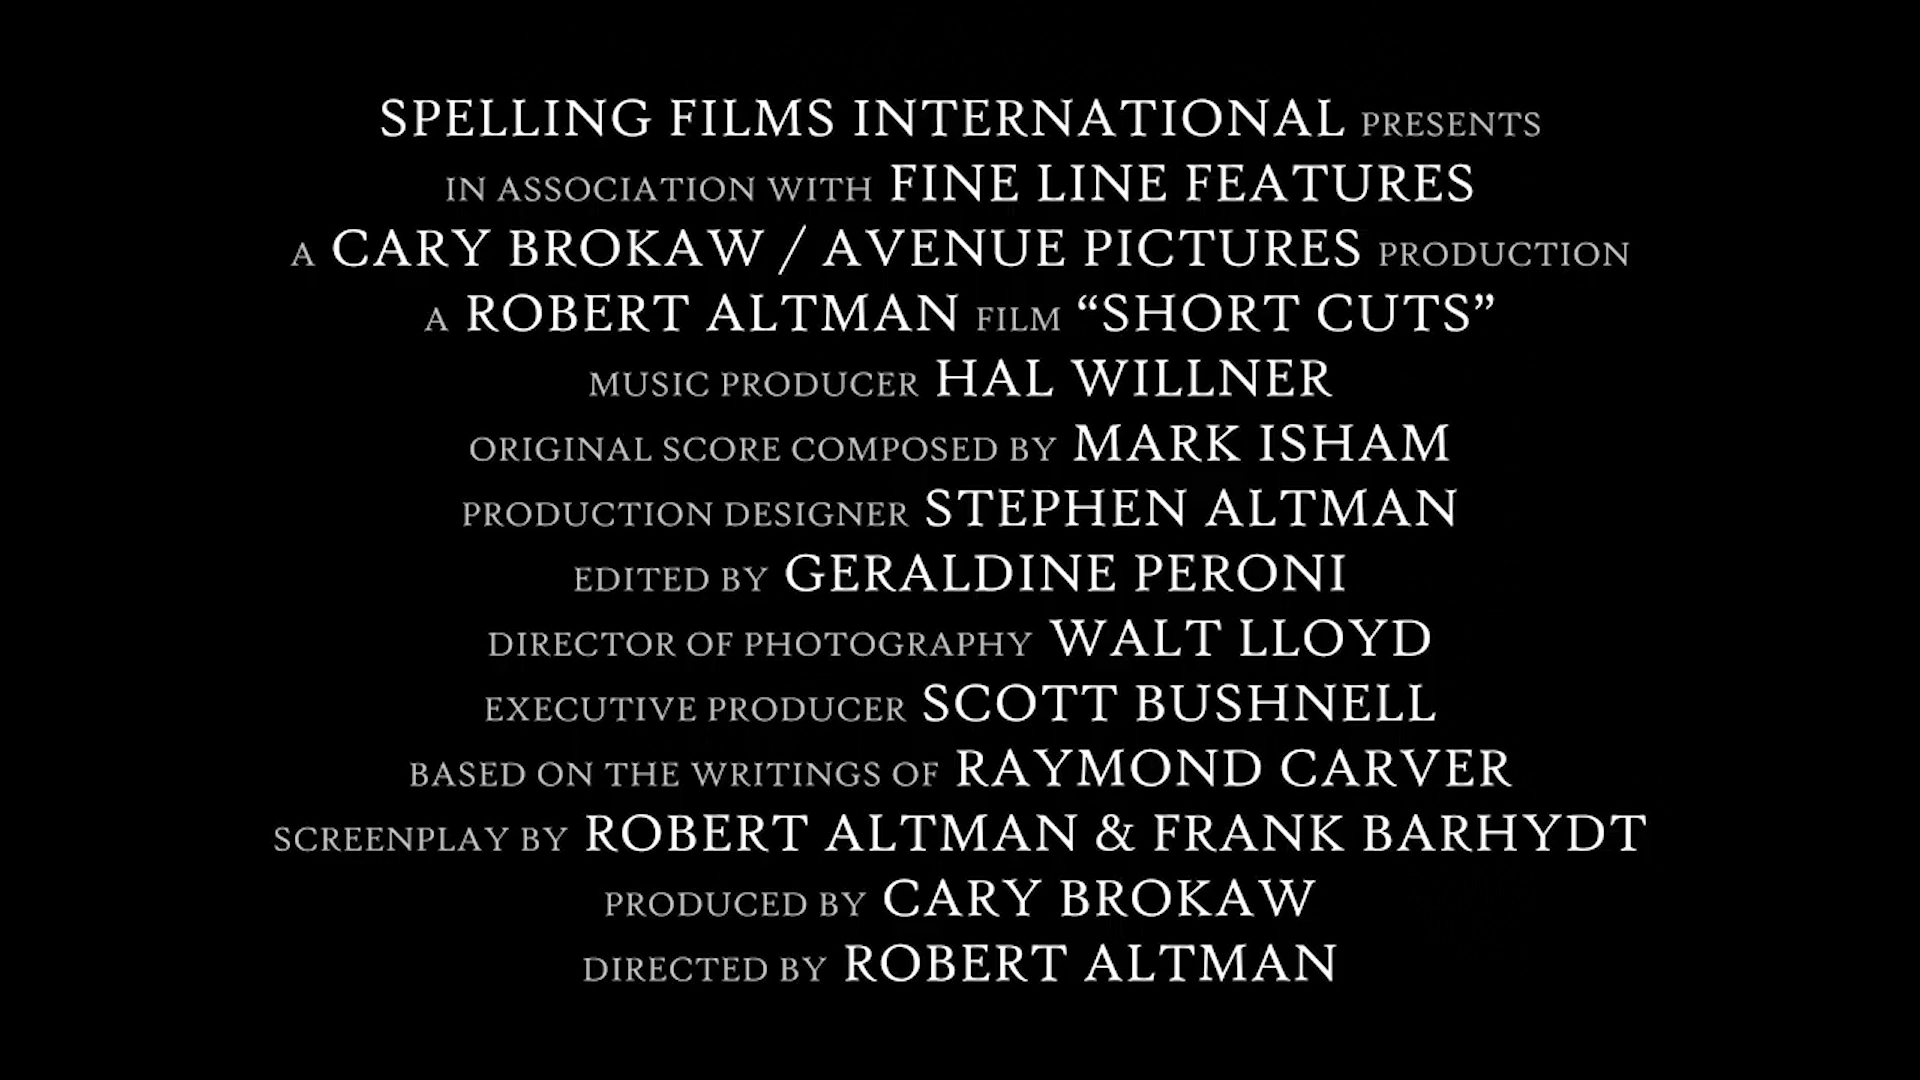 SPELLING FILMS INTERNATIONAL PRESENTS
IN ASSOCIATION WITH FINE LINE FEATURES
A CARY BROKAW / AVENUE PICTURES PRODUCTION
A ROBERT ALTMAN FILM “SHORT CUTS”
MUSIC PRODUCER HAL WILLNER
ORIGINAL SCORE COMPOSED BY MARK ISHAM
PRODUCTION DESIGNER STEPHEN ALTMAN
EDITED BY GERALDINE PERONI
DIRECTOR OF PHOTOGRAPHY WALT LLOYD
EXECUTIVE PRODUCER SCOTT BUSHNELL
BASED ON THE WRITINGS OF RAYMOND CARVER
SCREENPLAY BY ROBERT ALTMAN & FRANK BARHYDT
PRODUCED BY CARY BROKAW
DIRECTED BY ROBERT ALTMAN